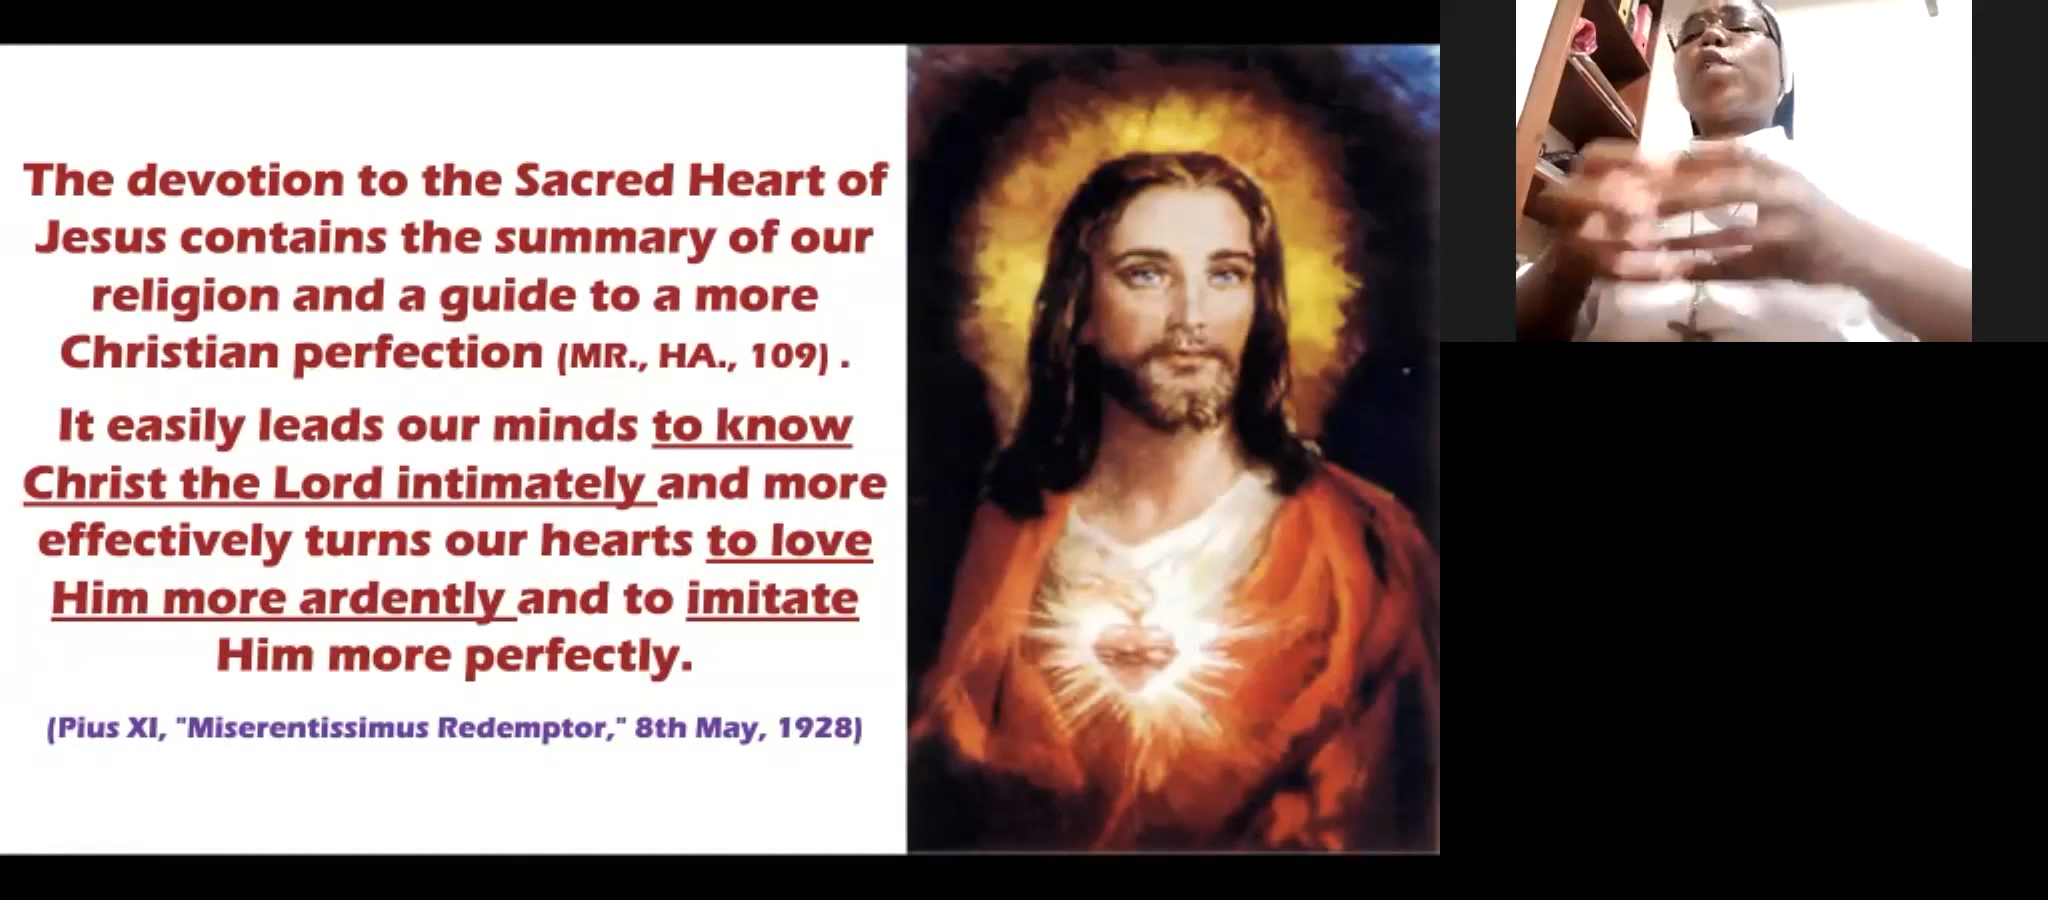 The devotion to the Sacred Heart of
Jesus contains the summary of our
religion and a guide to a more
Christian perfection (MR., HA., 109) .
It easily leads our minds to know
Christ the Lord intimately and more
effectively turns our hearts to love
Him more ardently and to imitate
Him more perfectly.
(Pius XI, "Miserentissimus Redemptor," 8th May, 1928)